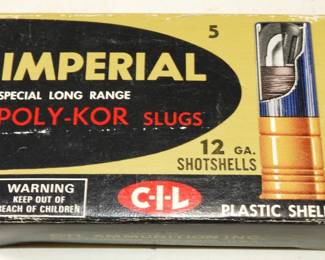 5
IMPERIAL
SPECIAL LONG RANGE
POLY-KOR SLUGS
12 GA.
SHOTSHELLS
WARNING
KEEP OUT OF
REACH OF CHILDREN
C-I-L
PLASTIC SHELL